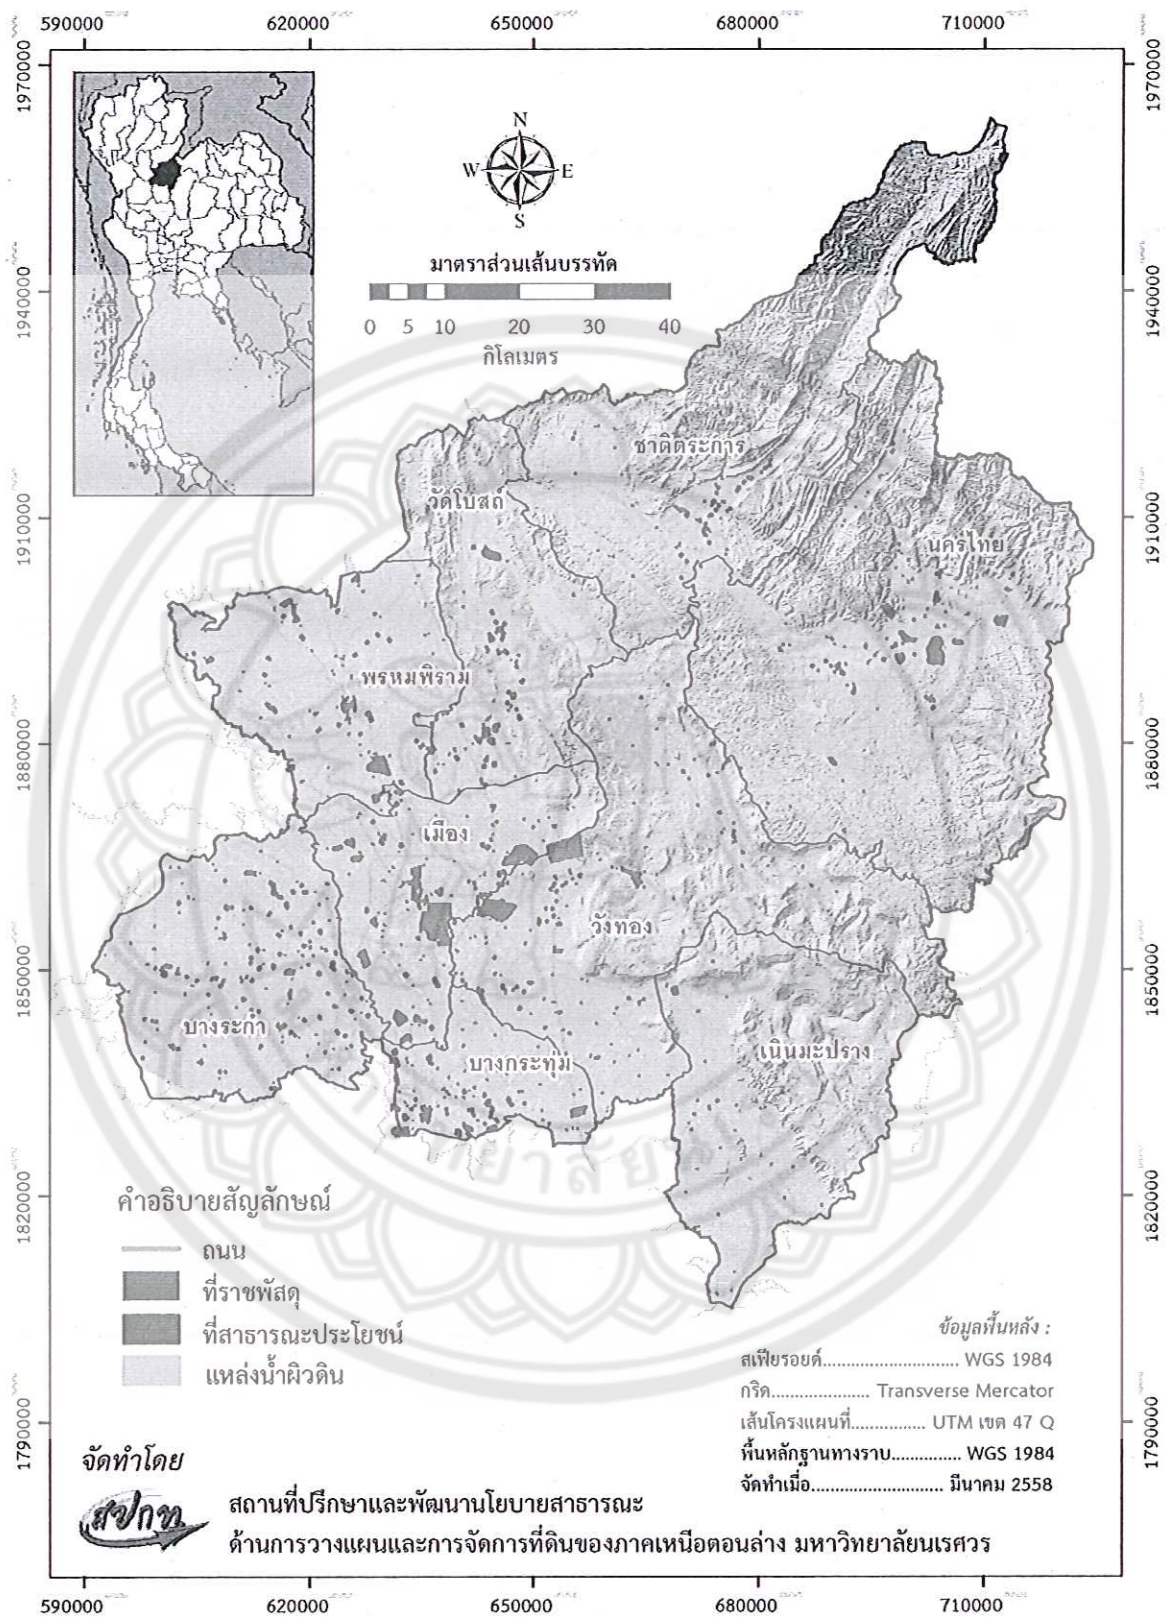 590000 620000 650000 680000 710000
1970000 1970000
N
W E
S
มาตราส่วนเส้นบรรทัด
0 5 10 20 30 40
กิโลเมตร
1940000 1940000
ชาติตระการ
วัดโบสถ์
1910000 1910000
นครไทย
พรหมพิราม
1880000 1880000
เมือง
วังทอง
1850000 1850000
บางระกำ
บางกระทุ่ม
เนินมะปราง
ยาลัย
1820000 1820000
คำอธิบายสัญลักษณ์
ถนน
ที่ราชพัสดุ
ที่สาธารณะประโยชน์
แหล่งน้ำผิวดิน
ข้อมูลพื้นหลัง :
สเฟียรอยด์............................ WGS 1984
กริด.................... Transverse Mercator
เส้นโครงแผนที่............... UTM เขต 47 Q
พื้นหลักฐานทางราบ............... WGS 1984
จัดทำเมื่อ........................... มีนาคม 2558
1790000 1790000
จัดทำโดย
สปกท
สถานที่ปรึกษาและพัฒนานโยบายสาธารณะ
ด้านการวางแผนและการจัดการที่ดินของภาคเหนือตอนล่าง มหาวิทยาลัยนเรศวร
590000 620000 650000 680000 710000